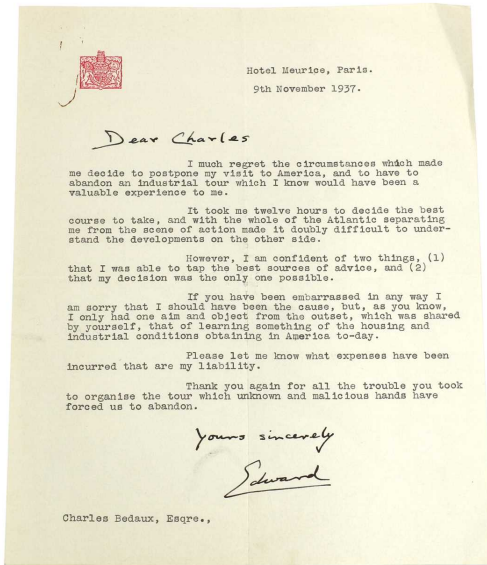 Hotel Meurice, Paris.
9th November 1937.
Dear Charles
I much regret the circumstances which made
me decide to postpone my visit to America, and to have to
abandon an industrial tour which I know would have been a
valuable experience to me.
It took me twelve hours to decide the best
course to take, and with the whole of the Atlantic separating
me from the scene of action made it doubly difficult to under-
stand the developments on the other side.
However, I am confident of two things, (1)
that I was able to tap the best sources of advice, and (2)
that my decision was the only one possible.
If you have been embarrassed in any way I
am sorry that I should have been the cause, but, as you know,
I only had one aim and object from the outset, which was shared
by yourself, that of learning something of the housing and
industrial conditions obtaining in America to-day.
Please let me know what expenses have been
incurred that are my liability.
Thank you again for all the trouble you took
to organise the tour which unknown and malicious hands have
forced us to abandon.
Yours sincerely
Edward
Charles Bedaux, Esqre.,